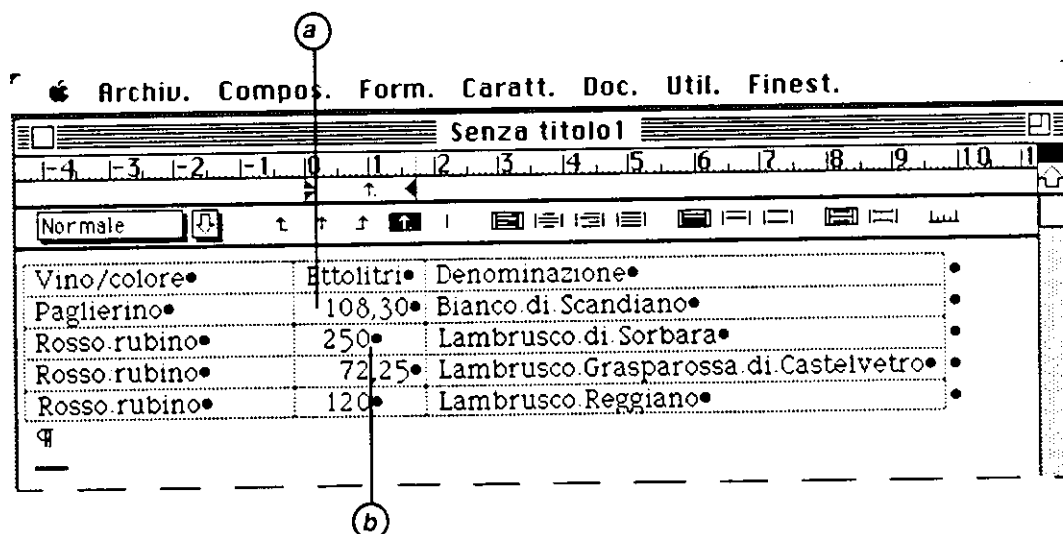 a
Archiv. Compos. Form. Caratt. Doc. Util. Finest.
Senza titolo1
-4 -3 -2 -1 0 1 2 3 4 5 6 7 8 9 10 1
Normale
Vino/colore Ettolitri Denominazione
Paglierino 108,30 Bianco di Scandiano
Rosso rubino 250 Lambrusco di Sorbara
Rosso rubino 72,25 Lambrusco Grasparossa di Castelvetro
Rosso rubino 120 Lambrusco Reggiano
¶
b